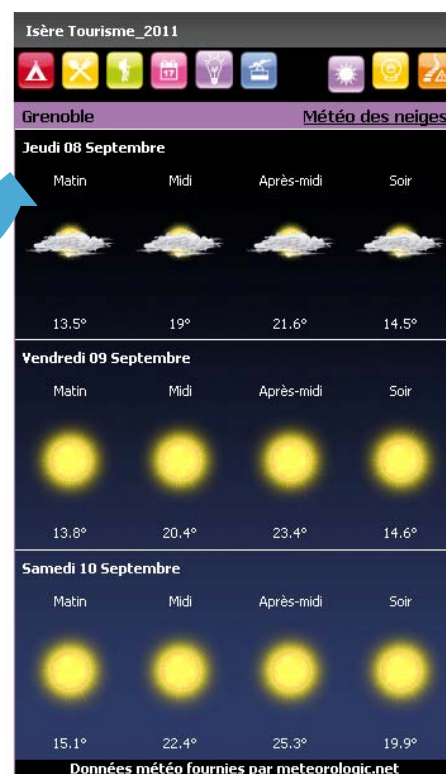 Isère Tourisme_2011
17
Grenoble Météo des neiges
Jeudi 08 Septembre
Matin Midi Après-midi Soir
13.5° 19° 21.6° 14.5°
Vendredi 09 Septembre
Matin Midi Après-midi Soir
13.8° 20.4° 23.4° 14.6°
Samedi 10 Septembre
Matin Midi Après-midi Soir
15.1° 22.4° 25.3° 19.9°
Données météo fournies par meteorologic.net